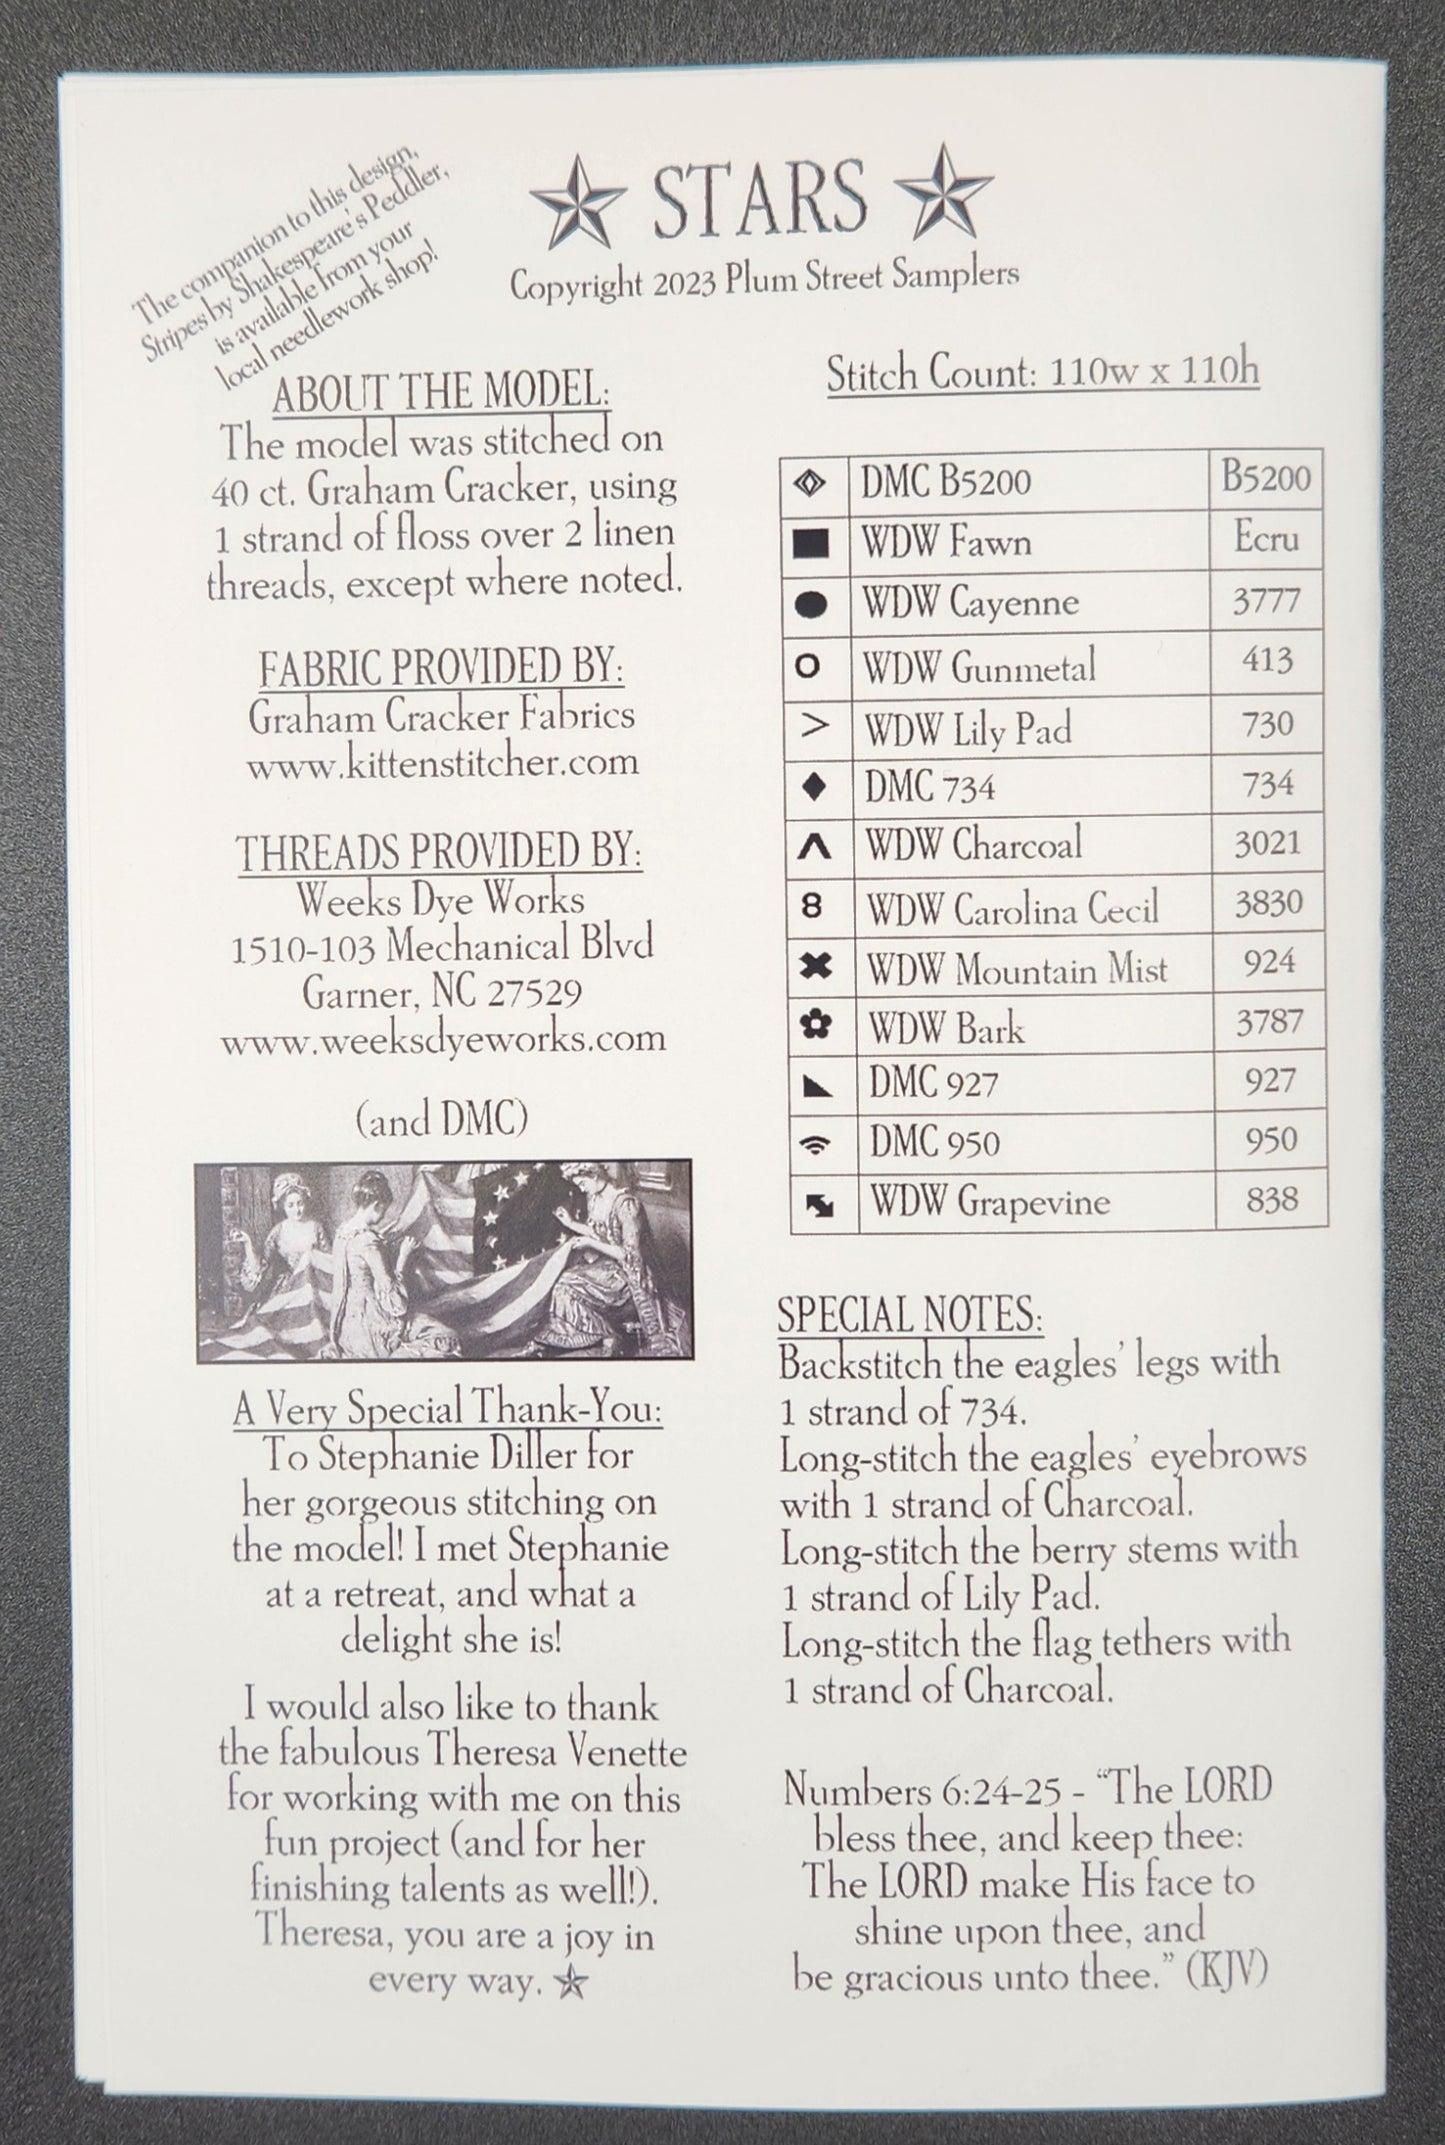 The companion to this design,
Stripes by Shakespeare's Peddler,
is available from your
local needlework shop!
STARS
Copyright 2023 Plum Street Samplers
ABOUT THE MODEL:
The model was stitched on
40 ct. Graham Cracker, using
1 strand of floss over 2 linen
threads, except where noted.
FABRIC PROVIDED BY:
Graham Cracker Fabrics
www.kittenstitcher.com
THREADS PROVIDED BY:
Weeks Dye Works
1510-103 Mechanical Blvd
Garner, NC 27529
www.weeksdyeworks.com
(and DMC)
A Very Special Thank-You:
To Stephanie Diller for
her gorgeous stitching on
the model! I met Stephanie
at a retreat, and what a
delight she is!
I would also like to thank
the fabulous Theresa Venette
for working with me on this
fun project (and for her
finishing talents as well!).
Theresa, you are a joy in
every way.
Stitch Count: 110w x 110h
DMC B5200 B5200
WDW Fawn Ecru
WDW Cayenne 3777
WDW Gunmetal 413
WDW Lily Pad 730
DMC 734 734
WDW Charcoal 3021
8 WDW Carolina Cecil 3830
WDW Mountain Mist 924
WDW Bark 3787
DMC 927 927
DMC 950 950
WDW Grapevine 838
SPECIAL NOTES:
Backstitch the eagles' legs with
1 strand of 734.
Long-stitch the eagles' eyebrows
with 1 strand of Charcoal.
Long-stitch the berry stems with
1 strand of Lily Pad.
Long-stitch the flag tethers with
1 strand of Charcoal.
Numbers 6:24-25 - "The LORD
bless thee, and keep thee:
The LORD make His face to
shine upon thee, and
be gracious unto thee." (KJV)